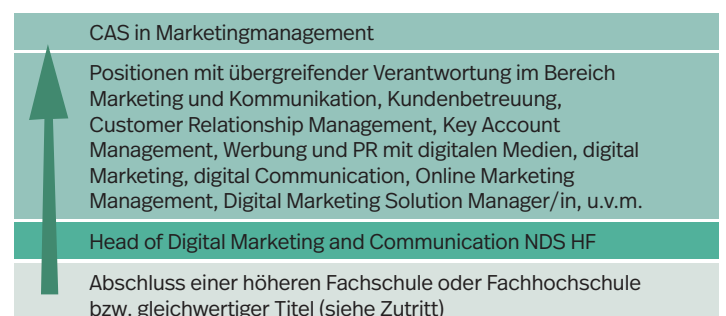 CAS in Marketingmanagement
Positionen mit übergreifender Verantwortung im Bereich
Marketing und Kommunikation, Kundenbetreuung,
Customer Relationship Management, Key Account
Management, Werbung und PR mit digitalen Medien, digital
Marketing, digital Communication, Online Marketing
Management, Digital Marketing Solution Manager/in, u.v.m.
Head of Digital Marketing and Communication NDS HF
Abschluss einer höheren Fachschule oder Fachhochschule
bzw. gleichwertiger Titel (siehe Zutritt)